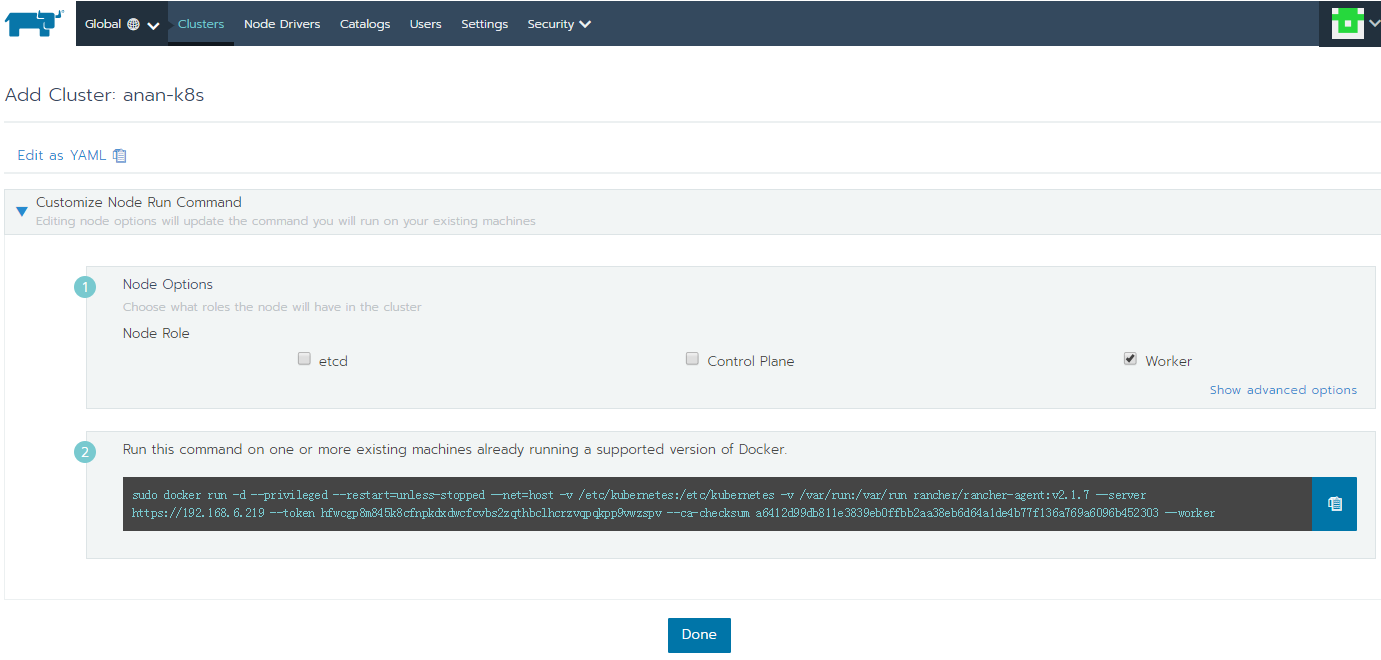 Global Clusters Node Drivers Catalogs Users Settings Security
Add Cluster: anan-k8s
Edit as YAML
Customize Node Run Command
Editing node options will update the command you will run on your existing machines
1
Node Options
Choose what roles the node will have in the cluster
Node Role
etcd Control Plane Worker
Show advanced options
2
Run this command on one or more existing machines already running a supported version of Docker.
sudo docker run -d --privileged --restart=unless-stopped --net=host -v /etc/kubernetes:/etc/kubernetes -v /var/run:/var/run rancher/rancher-agent:v2.1.7 --server
https://192.168.6.219 --token hfwcgp8m845k8cfnpkdxdwcfcvbs2zqthbclhcrzvqpqkpp9vwzspv --ca-checksum a6412d99db811e3839eb0ffbb2aa38eb6d64a1de4b77f136a769a6096b452303 --worker
Done